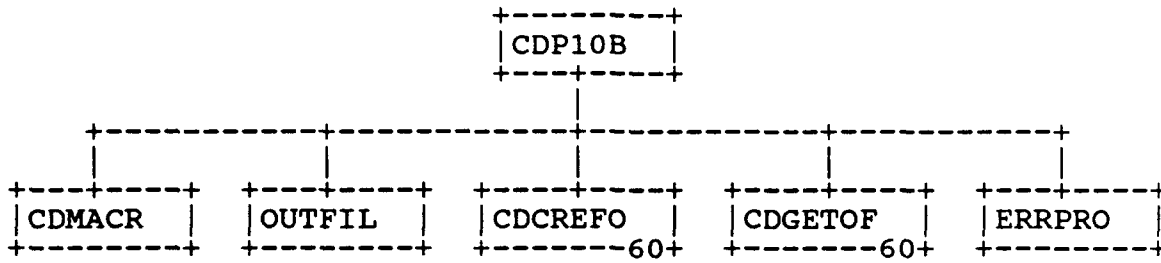 CDP10B
CDMACR OUTFIL CDCREFO CDGETOF ERRPRO
60 60